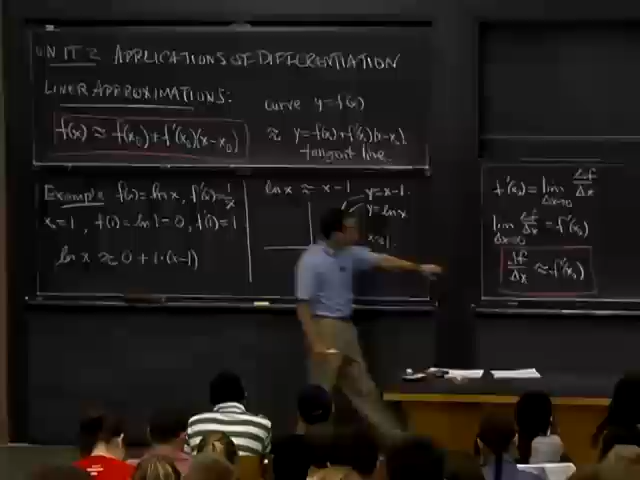 UNIT 2 APPLICATIONS OF DIFFERENTIATION
LINEAR APPROXIMATIONS:
f(x) ≈ f(x₀) + f'(x₀)(x-x₀)
curve y=f(x)
≈ y=f(x₀)+f'(x₀)(x-x₀)
tangent line.
Example f(x)=ln x, f'(x)=1/x
x₀=1, f(1)=ln 1=0, f'(1)=1
ln x ≈ 0 + 1·(x-1)
ln x ≈ x-1
y=x-1
y=ln x
x≈1
f'(x₀) = lim Δx→0 Δf/Δx
lim Δx→0 Δf/Δx = f'(x₀)
Δf/Δx ≈ f'(x₀)